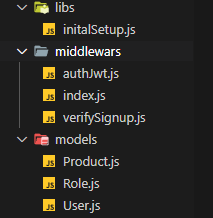 libs
initalSetup.js
middlewars
authJwt.js
index.js
verifySignup.js
models
Product.js
Role.js
User.js